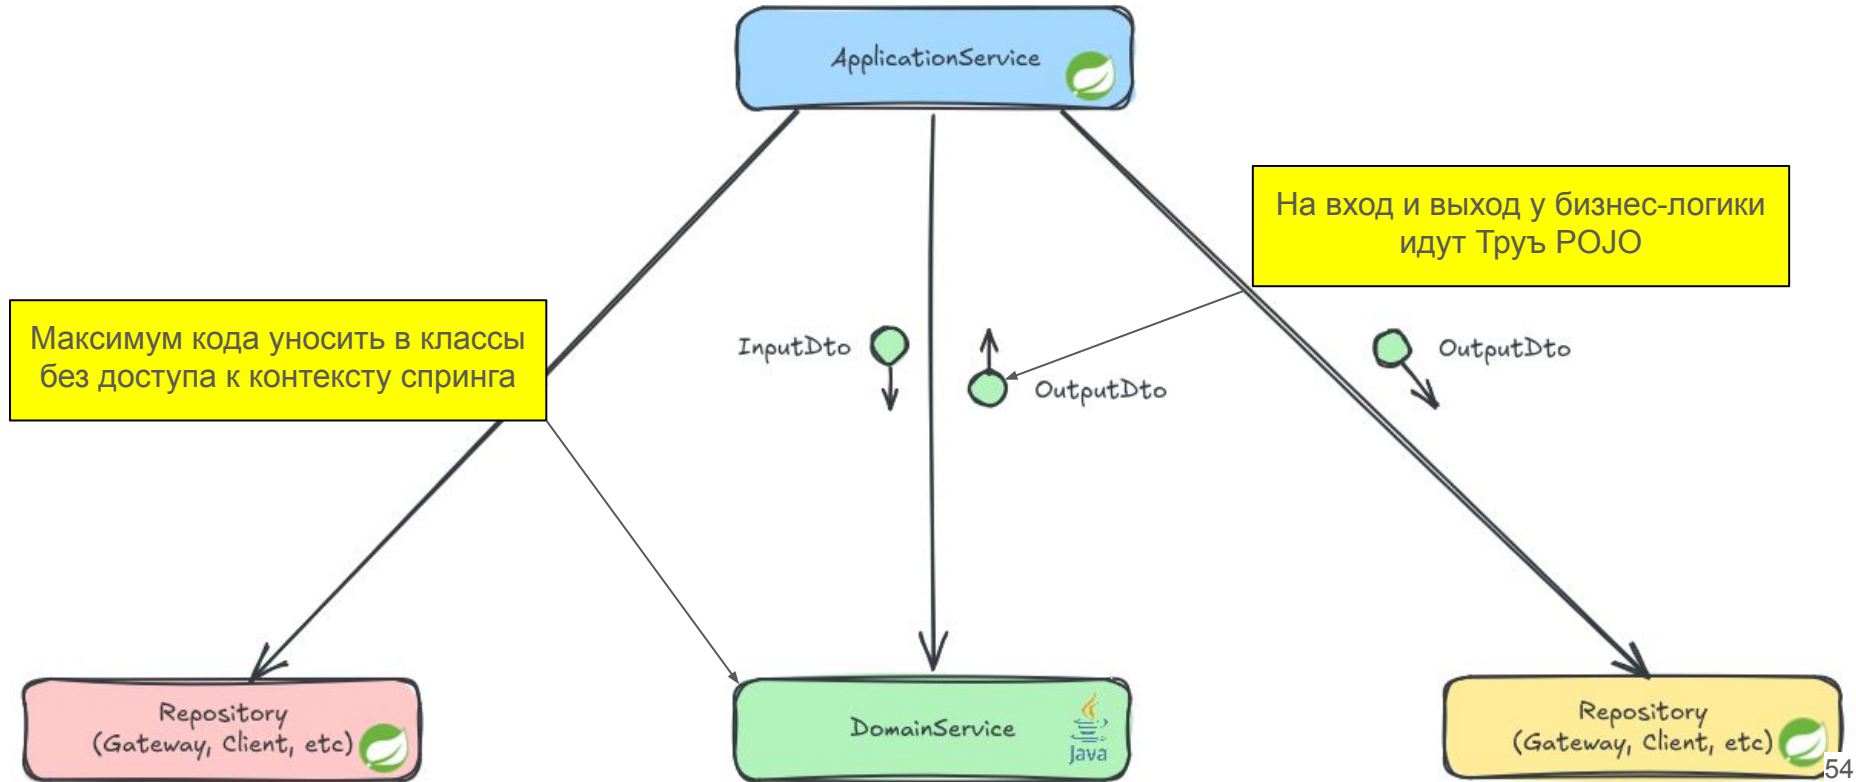 ApplicationService
На вход и выход у бизнес-логики
идут Труъ POJO
Максимум кода уносить в классы
без доступа к контексту спринга
InputDto
OutputDto
OutputDto
Repository
(Gateway, Client, etc)
DomainService
Java
Repository
(Gateway, Client, etc)
54